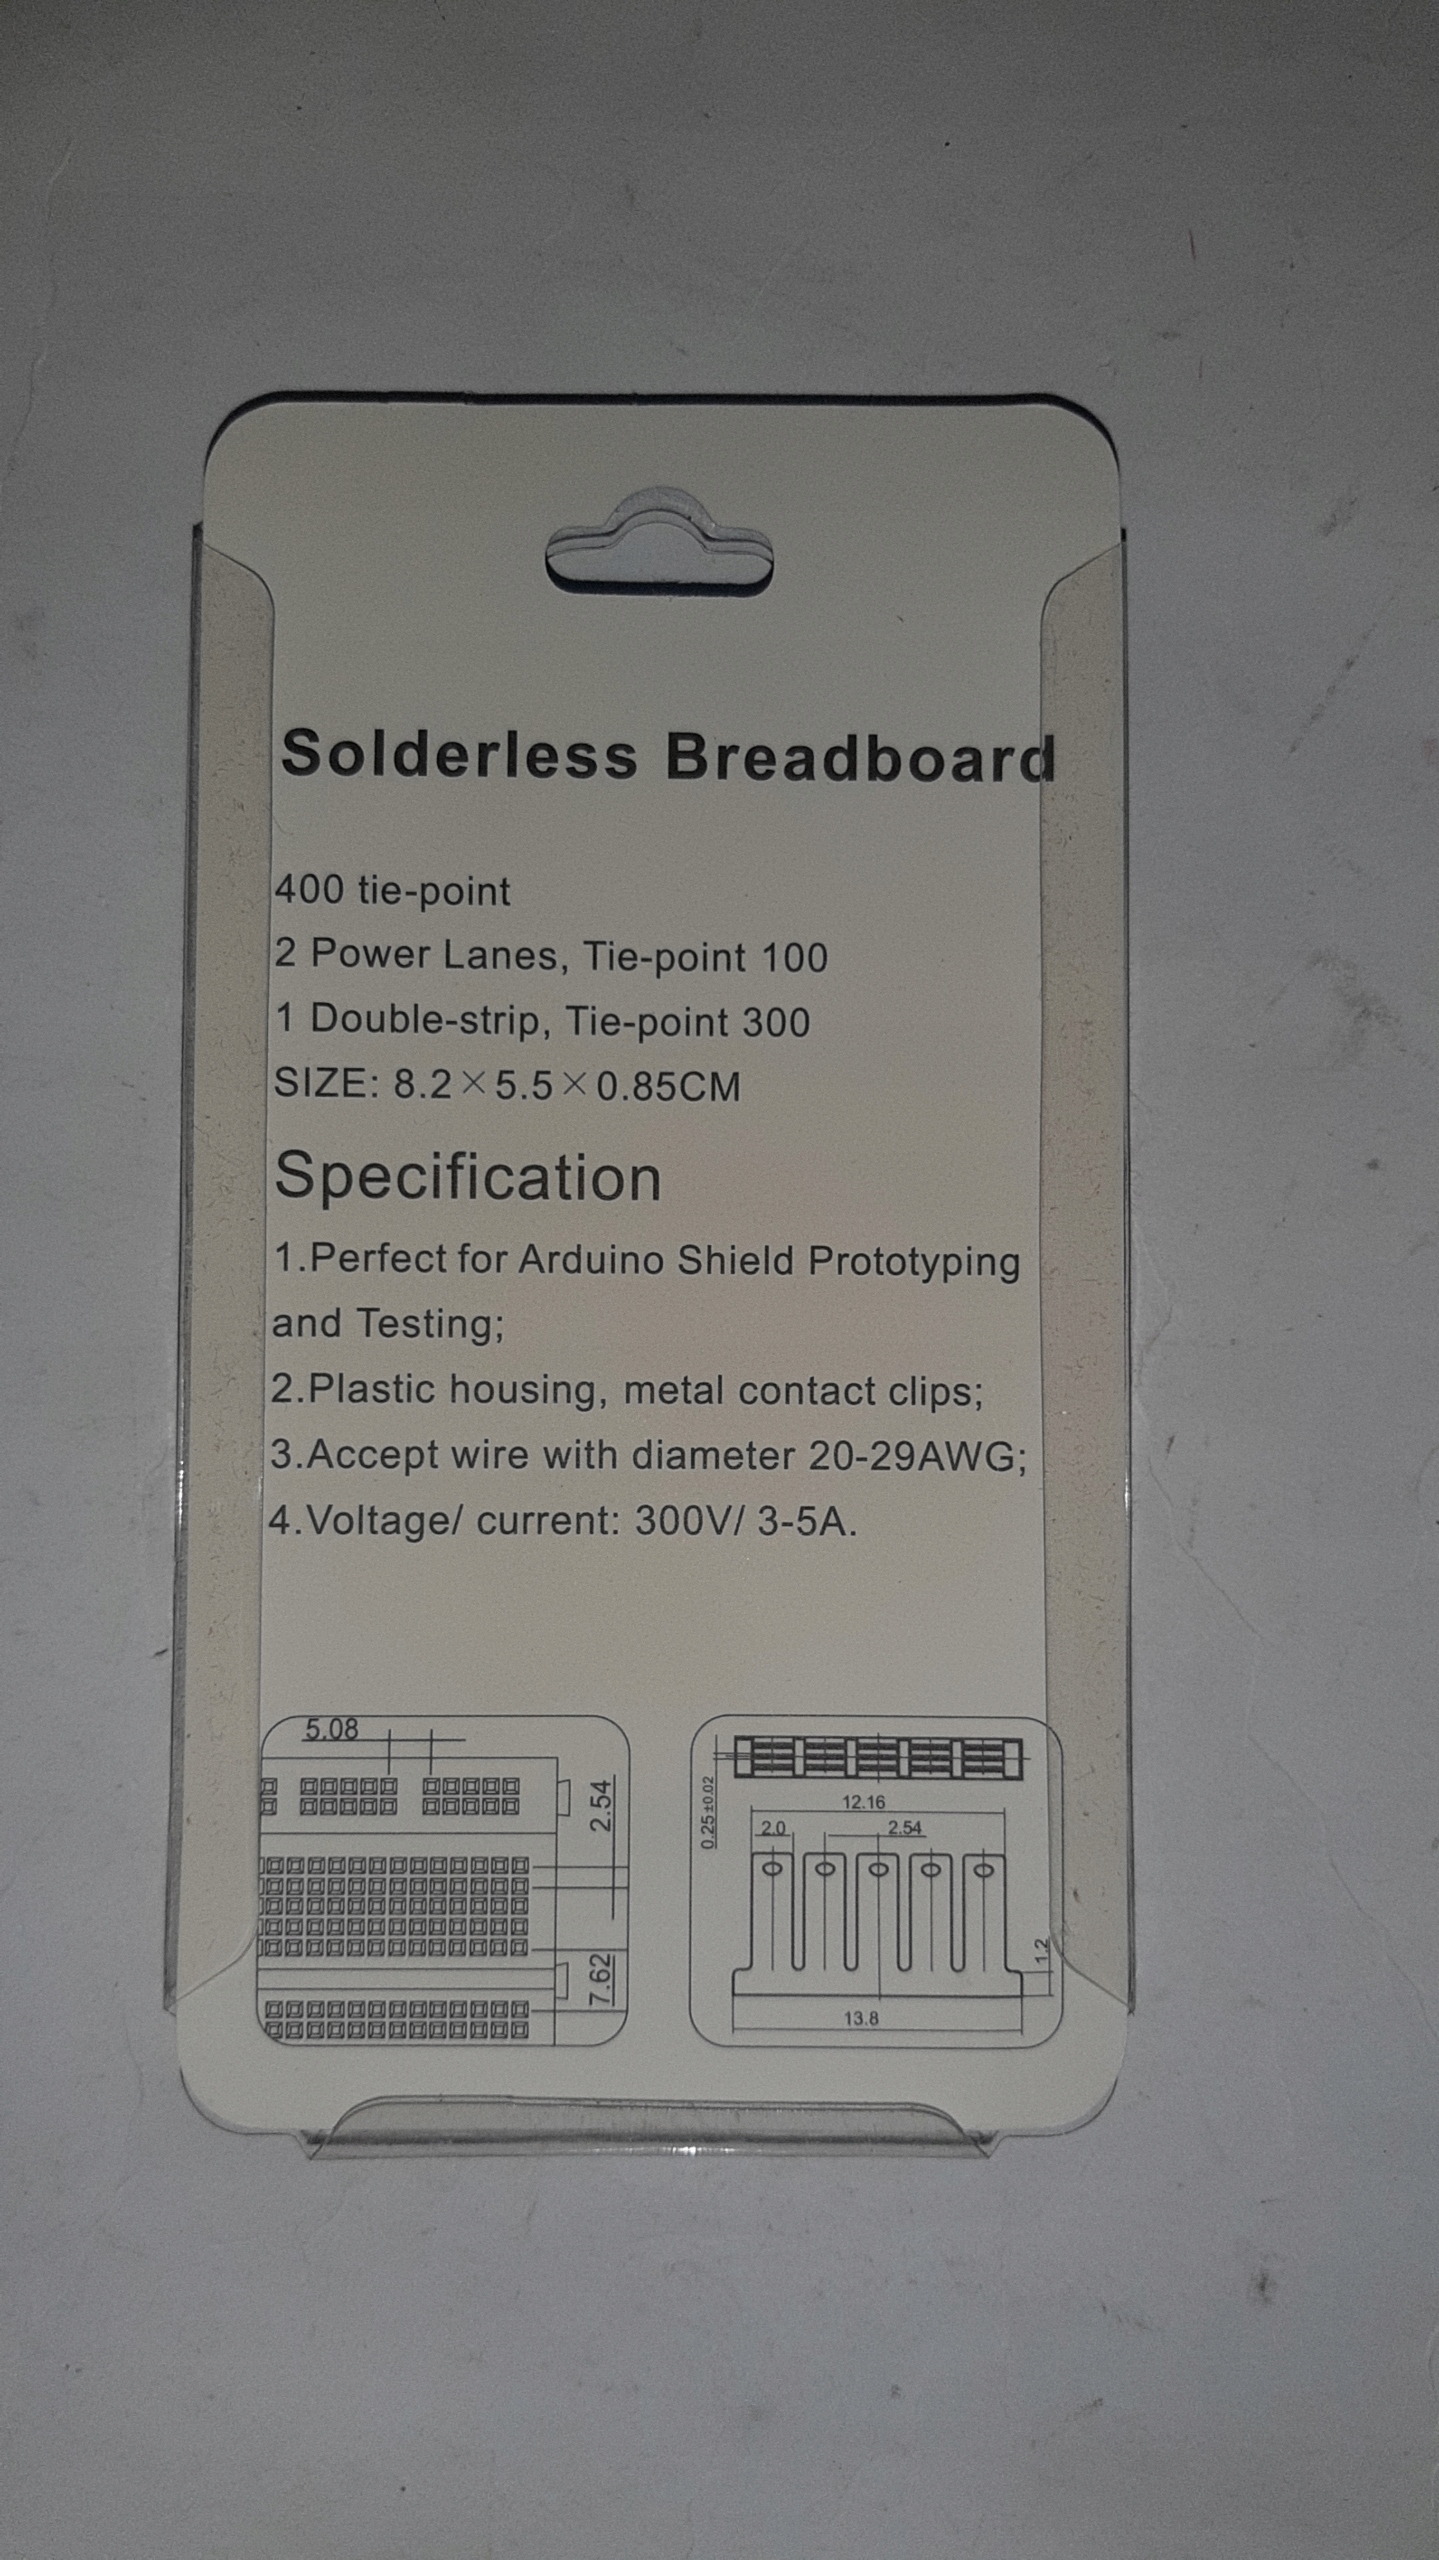 Solderless Breadboard
400 tie-point
2 Power Lanes, Tie-point 100
1 Double-strip, Tie-point 300
SIZE: 8.2×5.5×0.85CM
Specification
1.Perfect for Arduino Shield Prototyping
and Testing;
2.Plastic housing, metal contact clips;
3.Accept wire with diameter 20-29AWG;
4.Voltage/ current: 300V/ 3-5A.
5.08
2.54
7.62
0.25±0.02
12.16
2.0
2.54
1.2
13.8